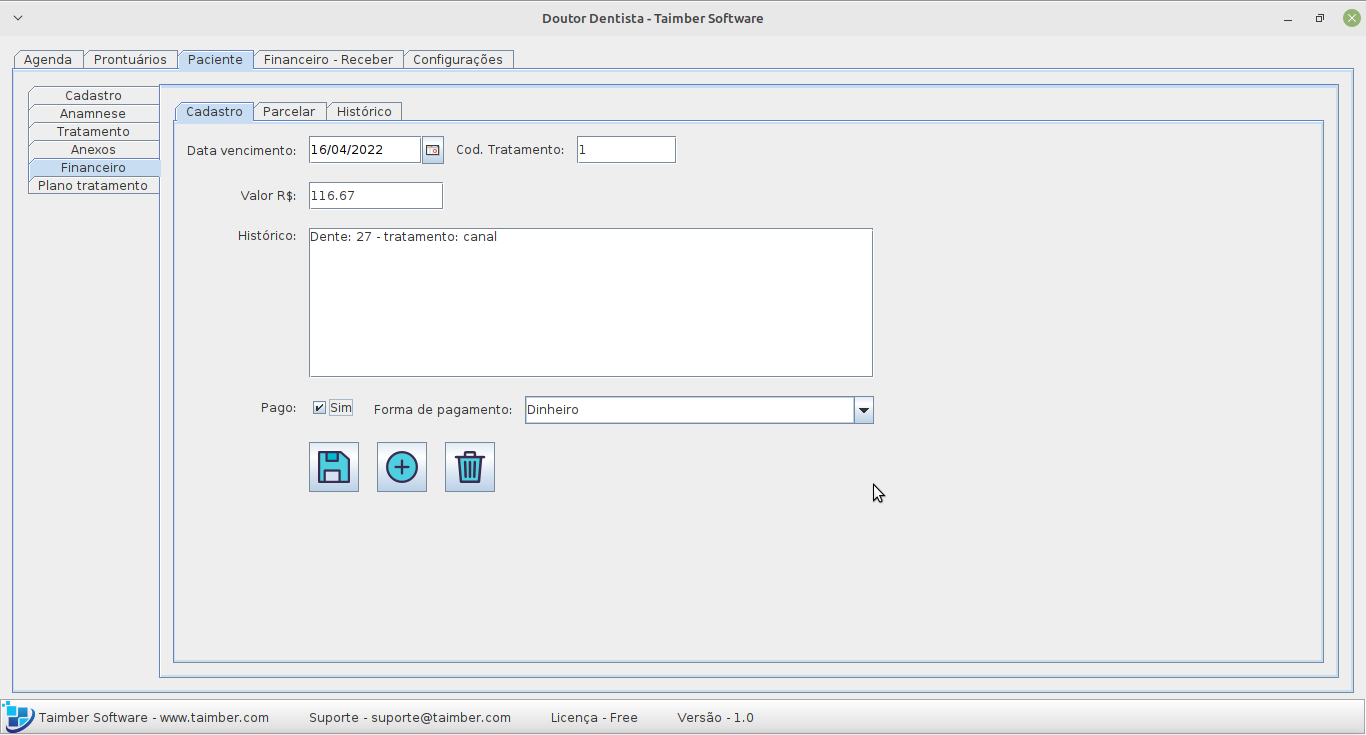 Doutor Dentista - Taimber Software
Agenda Prontuários Paciente Financeiro - Receber Configurações
Cadastro
Anamnese
Tratamento
Anexos
Financeiro
Plano tratamento
Cadastro Parcelar Histórico
Data vencimento: 16/04/2022 Cod. Tratamento: 1
Valor R$: 116.67
Histórico: Dente: 27 - tratamento: canal
Pago: Sim Forma de pagamento: Dinheiro
Taimber Software - www.taimber.com Suporte - suporte@taimber.com Licença - Free Versão - 1.0